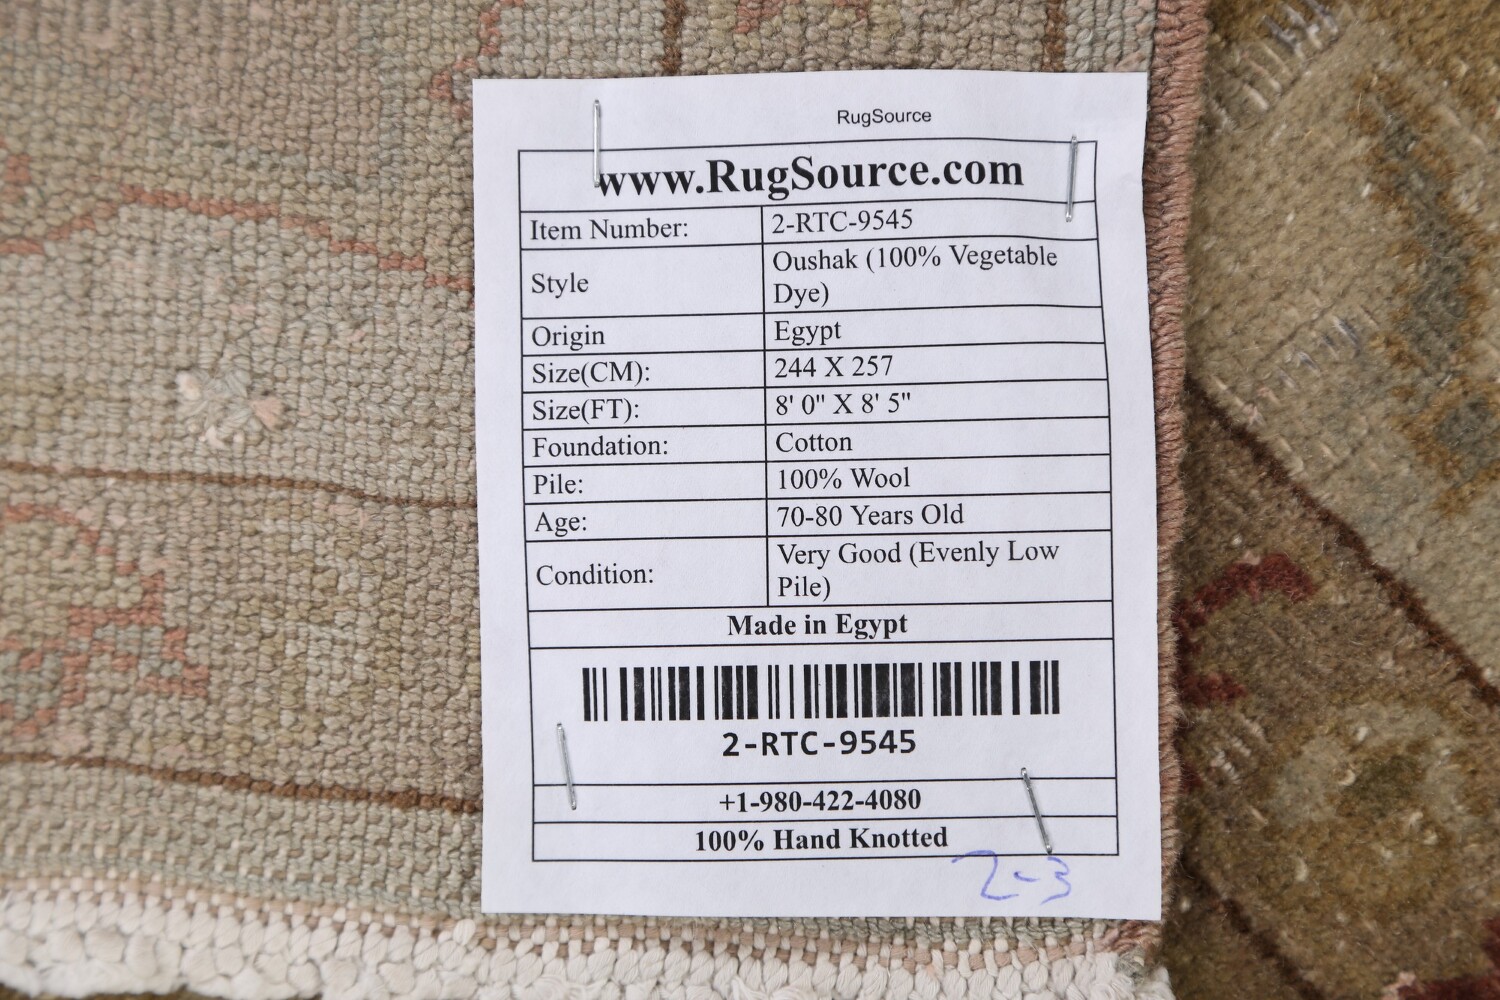 RugSource
www.RugSource.com
Item Number: 2-RTC-9545
Style Oushak (100% Vegetable
Dye)
Origin Egypt
Size(CM): 244 X 257
Size(FT): 8' 0" X 8' 5"
Foundation: Cotton
Pile: 100% Wool
Age: 70-80 Years Old
Condition: Very Good (Evenly Low
Pile)
Made in Egypt
2-RTC-9545
+1-980-422-4080
100% Hand Knotted
2-3